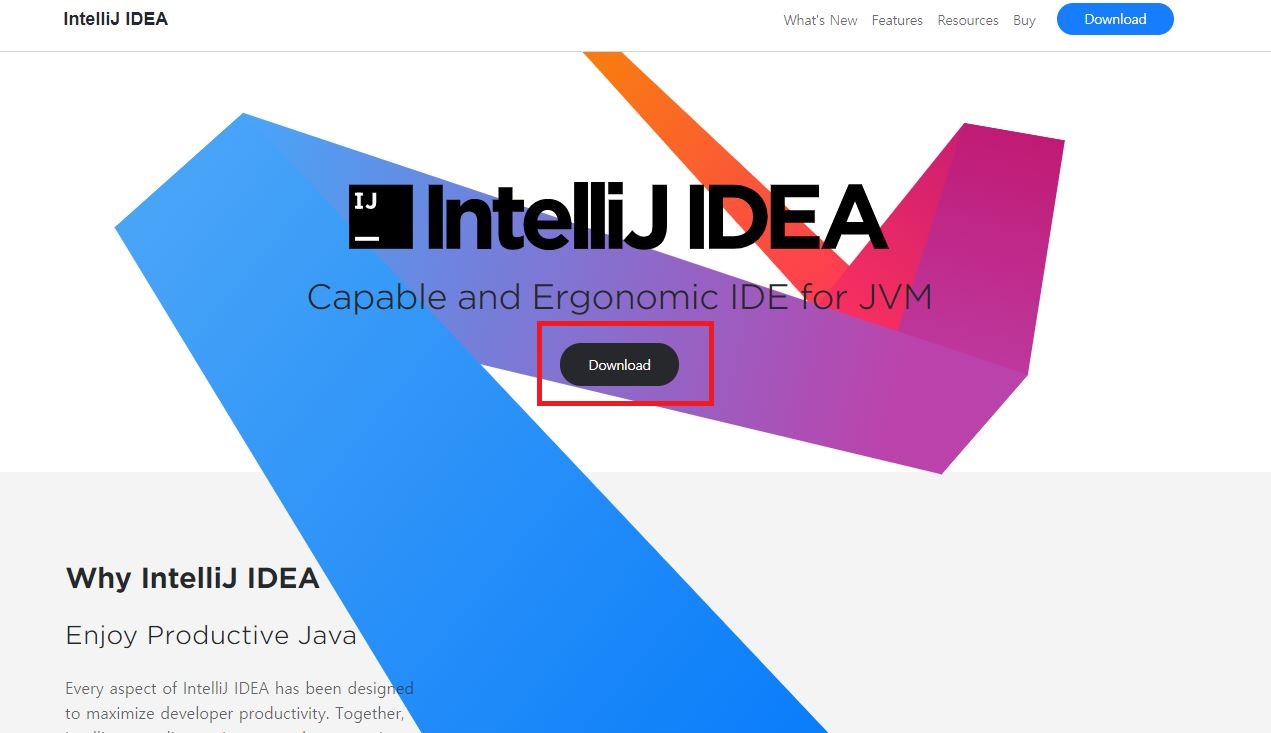 IntelliJ IDEA
What's New Features Resources Buy Download
IJ
IntelliJ IDEA
Capable and Ergonomic IDE for JVM
Download
Why IntelliJ IDEA
Enjoy Productive Java
Every aspect of IntelliJ IDEA has been designed
to maximize developer productivity. Together,